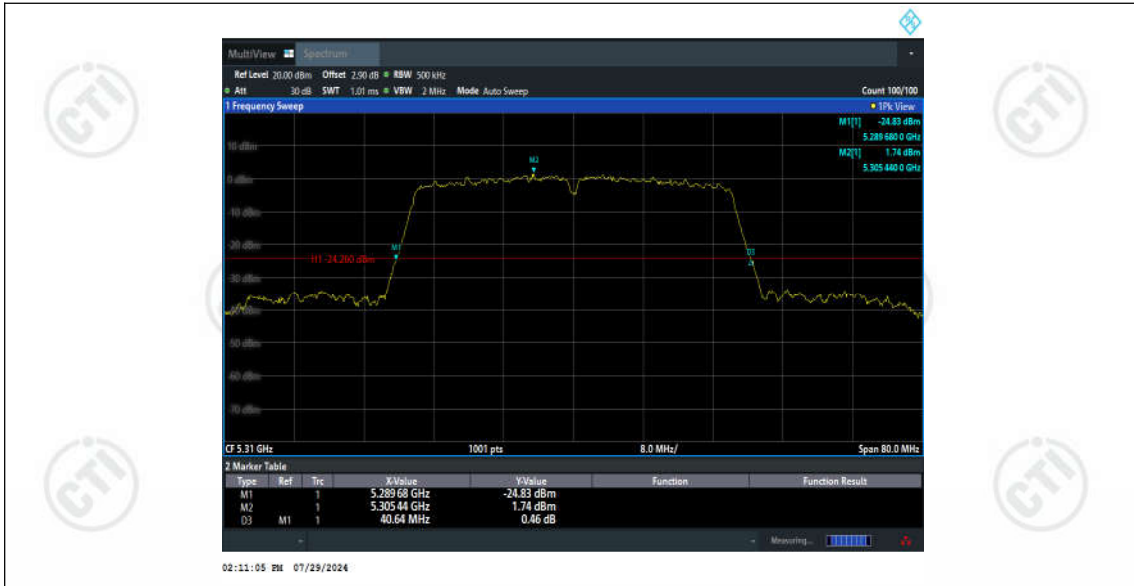 MultiView Spectrum
Ref Level 20.00 dBm Offset 2.90 dB RBW 500 kHz
Att 30 dB SWT 1.01 ms VBW 2 MHz Mode Auto Sweep Count 100/100
1 Frequency Sweep 1Pk View
M1[1] -24.83 dBm
5.289 680 0 GHz
M2[1] 1.74 dBm
5.305 440 0 GHz
10 dBm
M2
0 dBm
-10 dBm
-20 dBm
M1
D3
H1 -24.260 dBm
-30 dBm
-40 dBm
-50 dBm
-60 dBm
-70 dBm
CF 5.31 GHz 1001 pts 8.0 MHz/ Span 80.0 MHz
2 Marker Table
Type Ref Trc X-Value Y-Value Function Function Result
M1 1 5.289 68 GHz -24.83 dBm
M2 1 5.305 44 GHz 1.74 dBm
D3 M1 1 40.64 MHz 0.46 dB
Measuring...
02:11:05 PM 07/29/2024
CTI
CTI
CTI
CTI